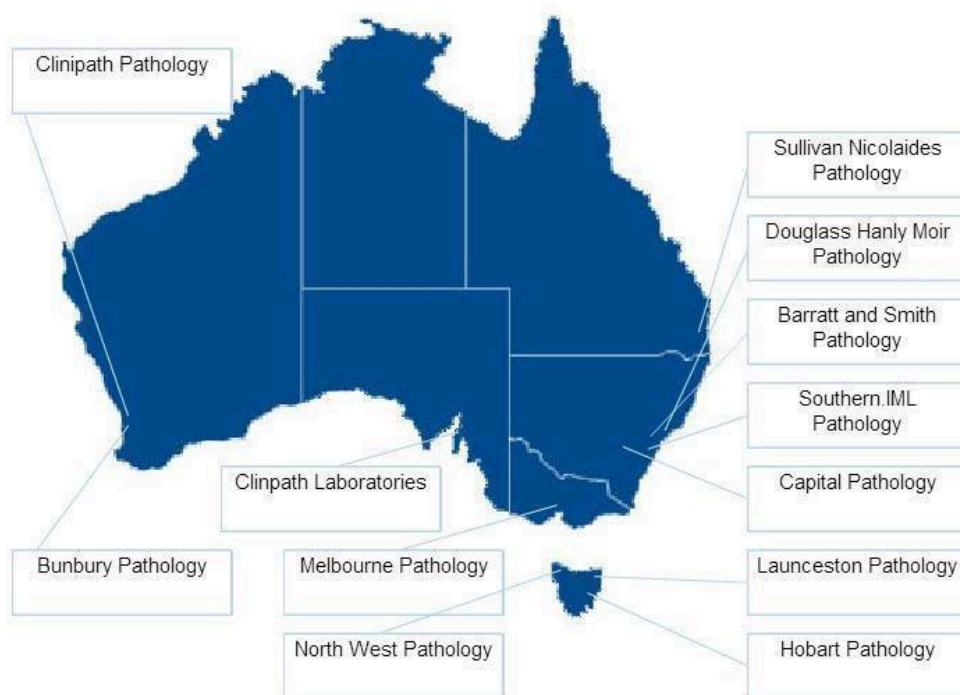 Clinipath Pathology
Sullivan Nicolaides
Pathology
Douglass Hanly Moir
Pathology
Barratt and Smith
Pathology
Southern.IML
Pathology
Clinpath Laboratories
Capital Pathology
Bunbury Pathology
Melbourne Pathology
Launceston Pathology
North West Pathology
Hobart Pathology